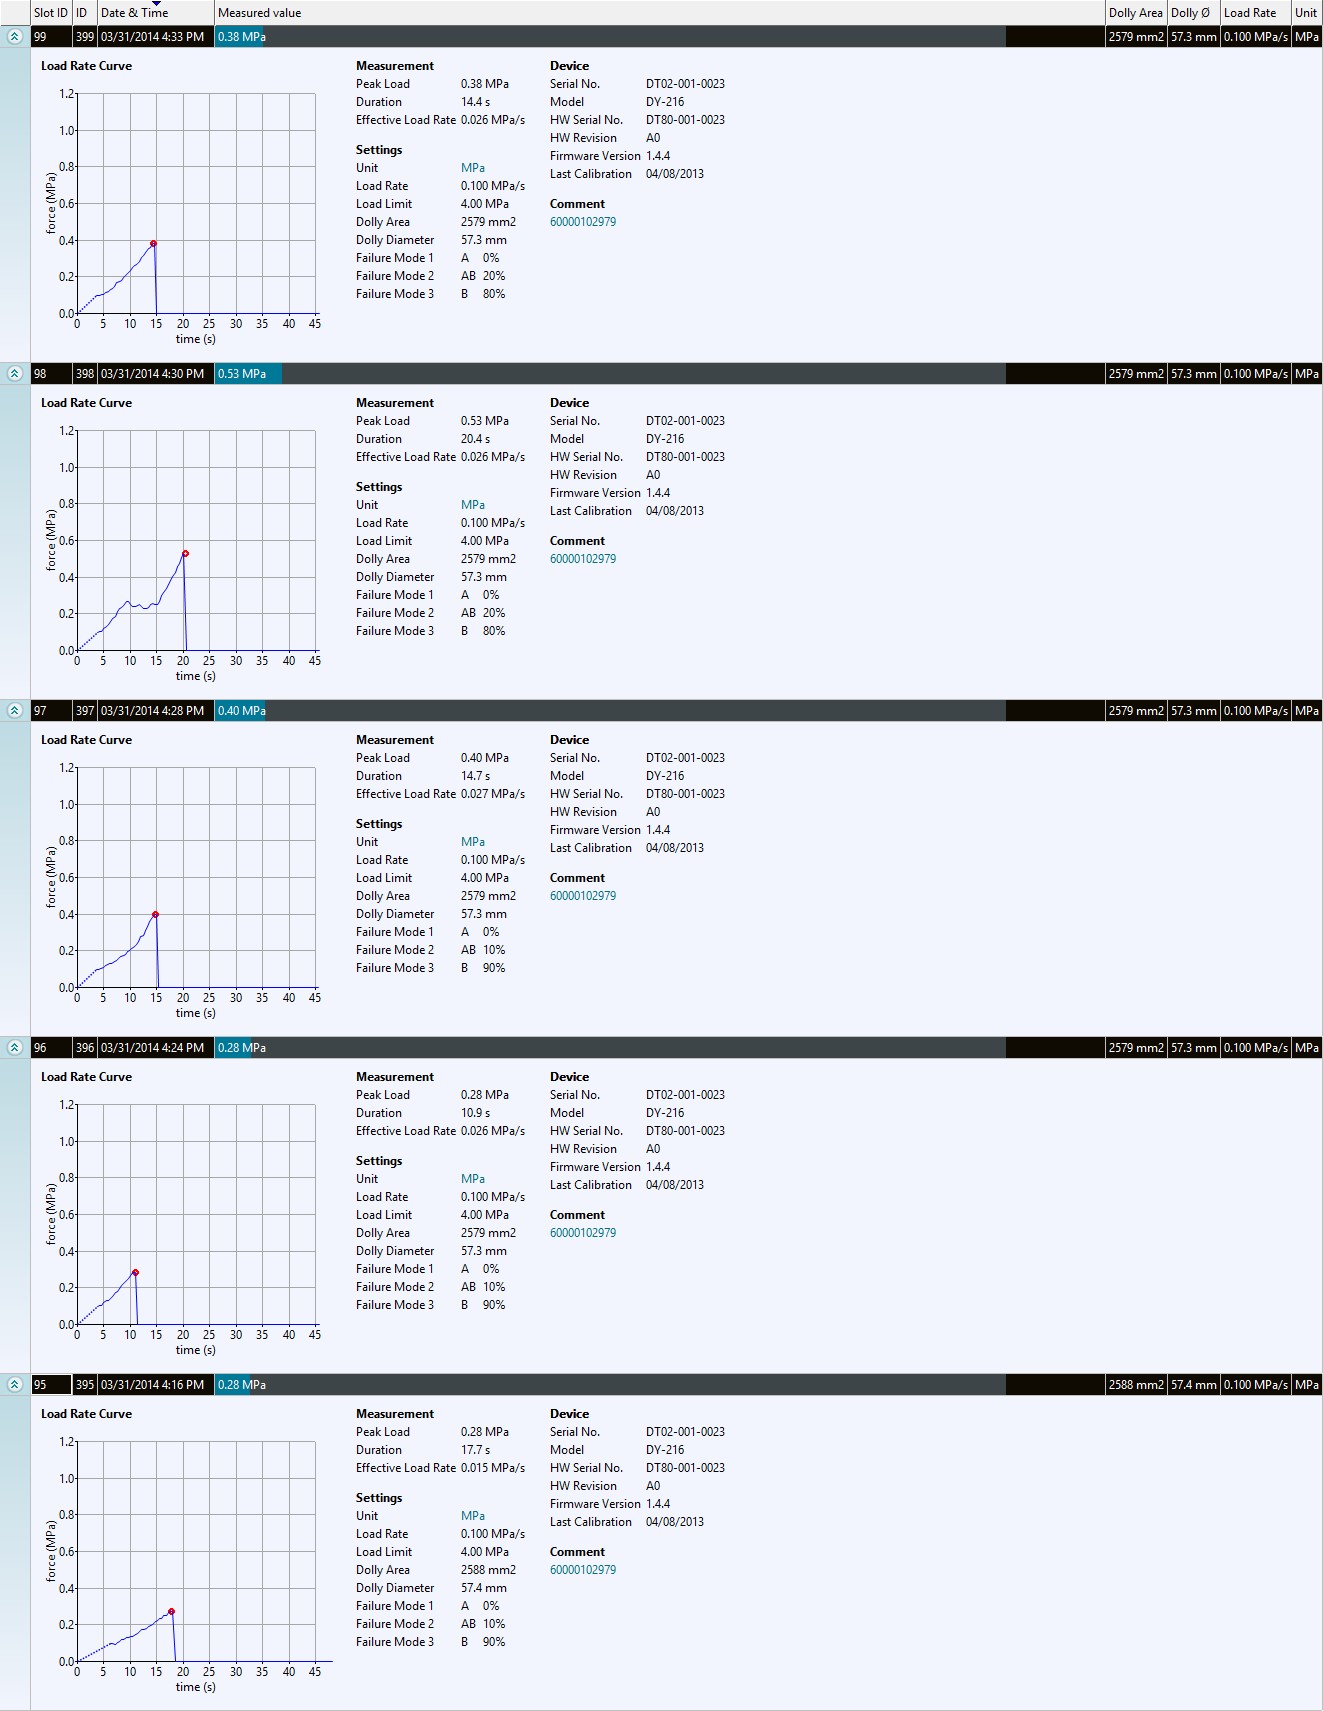 Slot ID ID Date & Time Measured value Dolly Area Dolly Ø Load Rate Unit
99 399 03/31/2014 4:33 PM 0.38 MPa 2579 mm2 57.3 mm 0.100 MPa/s MPa
Load Rate Curve Measurement Device
Peak Load 0.38 MPa Serial No. DT02-001-0023
1.2 Duration 14.4 s Model DY-216
Effective Load Rate 0.026 MPa/s HW Serial No. DT80-001-0023
1.0 HW Revision A0
Settings Firmware Version 1.4.4
0.8 Unit MPa Last Calibration 04/08/2013
Load Rate 0.100 MPa/s
0.6 Load Limit 4.00 MPa Comment
force (MPa) Dolly Area 2579 mm2 60000102979
0.4 Dolly Diameter 57.3 mm
Failure Mode 1 A 0%
0.2 Failure Mode 2 AB 20%
Failure Mode 3 B 80%
0.0
0 5 10 15 20 25 30 35 40 45
time (s)
98 398 03/31/2014 4:30 PM 0.53 MPa 2579 mm2 57.3 mm 0.100 MPa/s MPa
Load Rate Curve Measurement Device
Peak Load 0.53 MPa Serial No. DT02-001-0023
1.2 Duration 20.4 s Model DY-216
Effective Load Rate 0.026 MPa/s HW Serial No. DT80-001-0023
1.0 HW Revision A0
Settings Firmware Version 1.4.4
0.8 Unit MPa Last Calibration 04/08/2013
Load Rate 0.100 MPa/s
0.6 Load Limit 4.00 MPa Comment
force (MPa) Dolly Area 2579 mm2 60000102979
0.4 Dolly Diameter 57.3 mm
Failure Mode 1 A 0%
0.2 Failure Mode 2 AB 20%
Failure Mode 3 B 80%
0.0
0 5 10 15 20 25 30 35 40 45
time (s)
97 397 03/31/2014 4:28 PM 0.40 MPa 2579 mm2 57.3 mm 0.100 MPa/s MPa
Load Rate Curve Measurement Device
Peak Load 0.40 MPa Serial No. DT02-001-0023
1.2 Duration 14.7 s Model DY-216
Effective Load Rate 0.027 MPa/s HW Serial No. DT80-001-0023
1.0 HW Revision A0
Settings Firmware Version 1.4.4
0.8 Unit MPa Last Calibration 04/08/2013
Load Rate 0.100 MPa/s
0.6 Load Limit 4.00 MPa Comment
force (MPa) Dolly Area 2579 mm2 60000102979
0.4 Dolly Diameter 57.3 mm
Failure Mode 1 A 0%
0.2 Failure Mode 2 AB 10%
Failure Mode 3 B 90%
0.0
0 5 10 15 20 25 30 35 40 45
time (s)
96 396 03/31/2014 4:24 PM 0.28 MPa 2579 mm2 57.3 mm 0.100 MPa/s MPa
Load Rate Curve Measurement Device
Peak Load 0.28 MPa Serial No. DT02-001-0023
1.2 Duration 10.9 s Model DY-216
Effective Load Rate 0.026 MPa/s HW Serial No. DT80-001-0023
1.0 HW Revision A0
Settings Firmware Version 1.4.4
0.8 Unit MPa Last Calibration 04/08/2013
Load Rate 0.100 MPa/s
0.6 Load Limit 4.00 MPa Comment
force (MPa) Dolly Area 2579 mm2 60000102979
0.4 Dolly Diameter 57.3 mm
Failure Mode 1 A 0%
0.2 Failure Mode 2 AB 10%
Failure Mode 3 B 90%
0.0
0 5 10 15 20 25 30 35 40 45
time (s)
95 395 03/31/2014 4:16 PM 0.28 MPa 2588 mm2 57.4 mm 0.100 MPa/s MPa
Load Rate Curve Measurement Device
Peak Load 0.28 MPa Serial No. DT02-001-0023
1.2 Duration 17.7 s Model DY-216
Effective Load Rate 0.015 MPa/s HW Serial No. DT80-001-0023
1.0 HW Revision A0
Settings Firmware Version 1.4.4
0.8 Unit MPa Last Calibration 04/08/2013
Load Rate 0.100 MPa/s
0.6 Load Limit 4.00 MPa Comment
force (MPa) Dolly Area 2588 mm2 60000102979
0.4 Dolly Diameter 57.4 mm
Failure Mode 1 A 0%
0.2 Failure Mode 2 AB 10%
Failure Mode 3 B 90%
0.0
0 5 10 15 20 25 30 35 40 45
time (s)